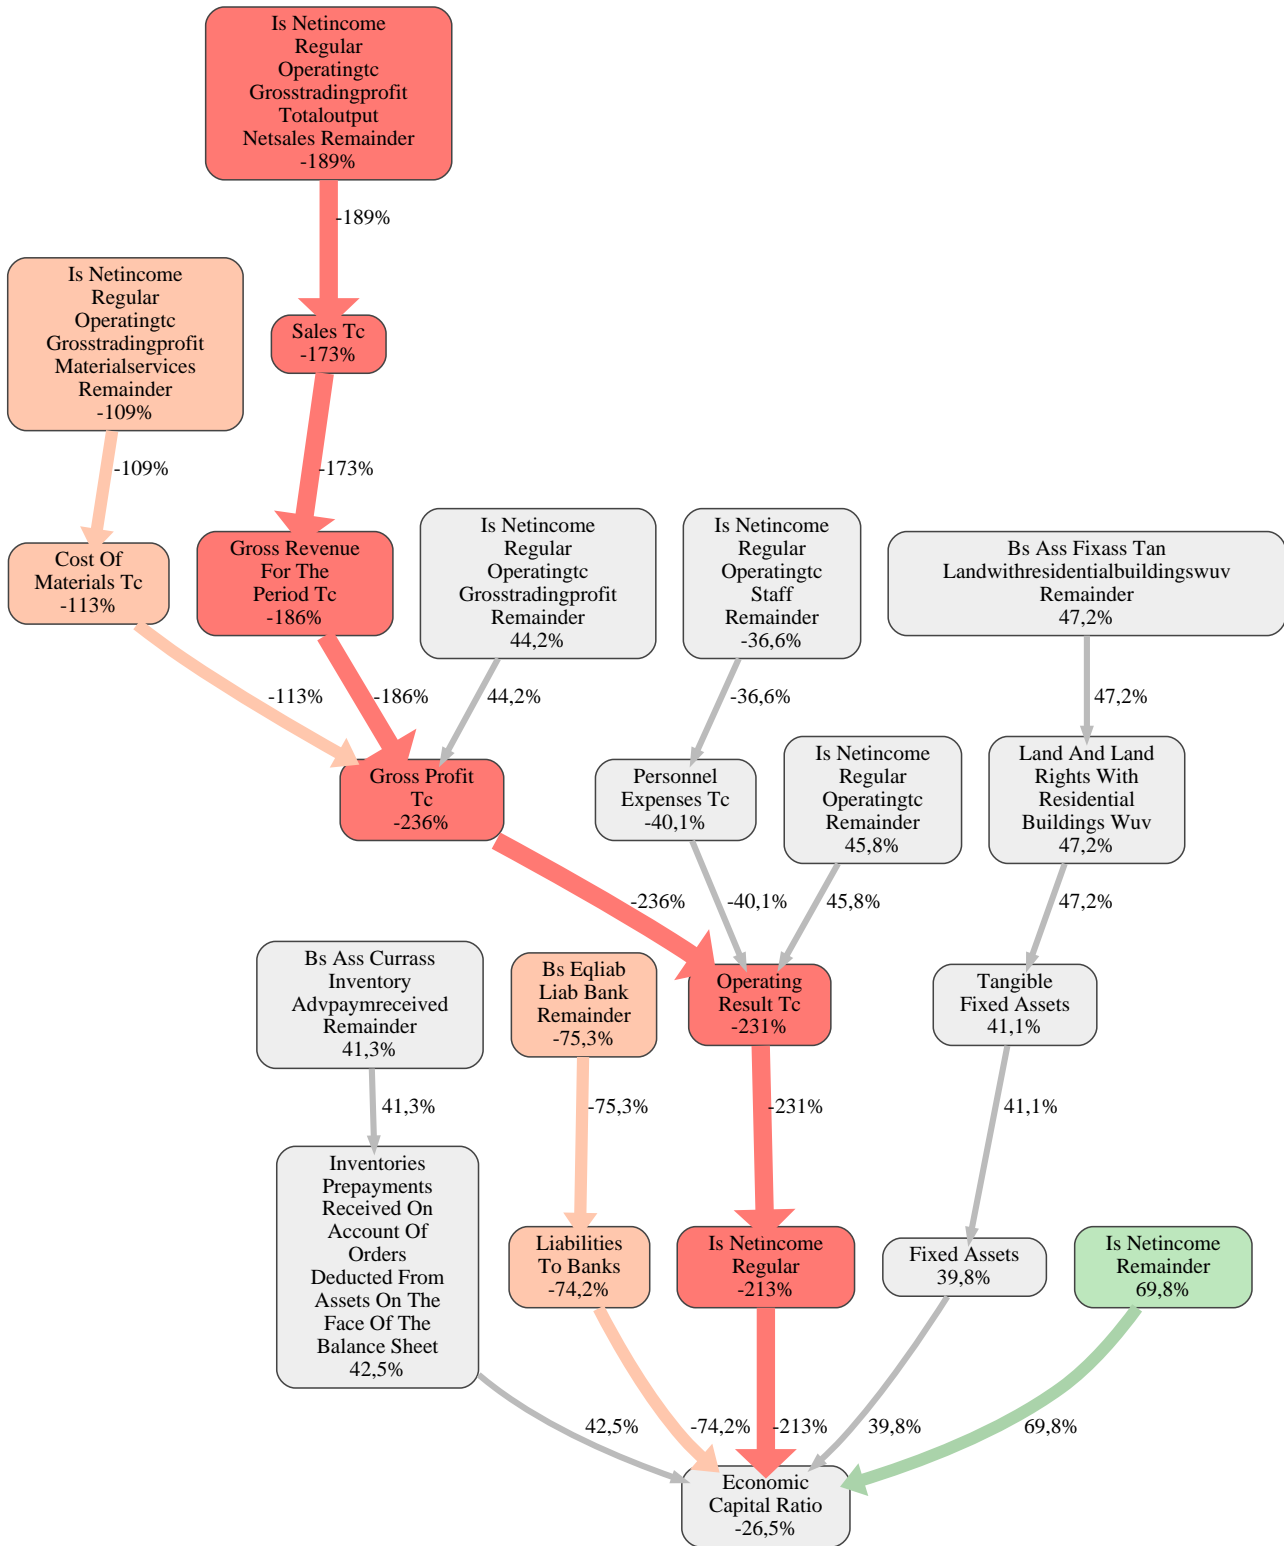 Is Netincome
Regular
Operatingtc
Grosstradingprofit
Totaloutput
Netsales Remainder
-189%
-189%
Is Netincome
Regular
Operatingtc
Grosstradingprofit
Materialservices
Remainder
-109%
Sales Tc
-173%
-109%
-173%
Cost Of
Materials Tc
-113%
Gross Revenue
For The
Period Tc
-186%
Is Netincome
Regular
Operatingtc
Grosstradingprofit
Remainder
44,2%
Is Netincome
Regular
Operatingtc
Staff
Remainder
-36,6%
Bs Ass Fixass Tan
Landwithresidentialbuildingswuv
Remainder
47,2%
-113%
-186%
44,2%
-36,6%
47,2%
Gross Profit
Tc
-236%
Personnel
Expenses Tc
-40,1%
Is Netincome
Regular
Operatingtc
Remainder
45,8%
Land And Land
Rights With
Residential
Buildings Wuv
47,2%
-236%
-40,1%
45,8%
47,2%
Bs Ass Currass
Inventory
Advpaymreceived
Remainder
41,3%
Bs Eqliab
Liab Bank
Remainder
-75,3%
Operating
Result Tc
-231%
Tangible
Fixed Assets
41,1%
41,3%
-75,3%
-231%
41,1%
Inventories
Prepayments
Received On
Account Of
Orders
Deducted From
Assets On The
Face Of The
Balance Sheet
42,5%
Liabilities
To Banks
-74,2%
Is Netincome
Regular
-213%
Fixed Assets
39,8%
Is Netincome
Remainder
69,8%
42,5%
-74,2%
-213%
39,8%
69,8%
Economic
Capital Ratio
-26,5%